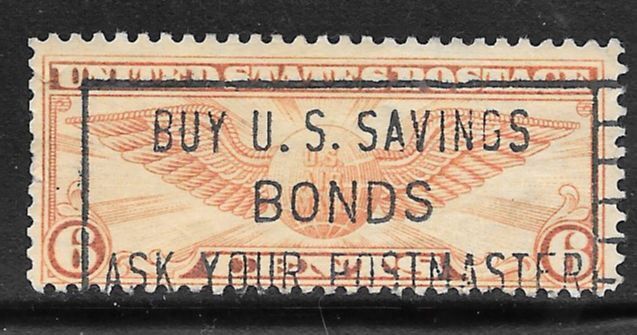 UNITED STATES POSTAGE
BUY U. S. SAVINGS
U.S.
BONDS
6 6
ASK YOUR POSTMASTER